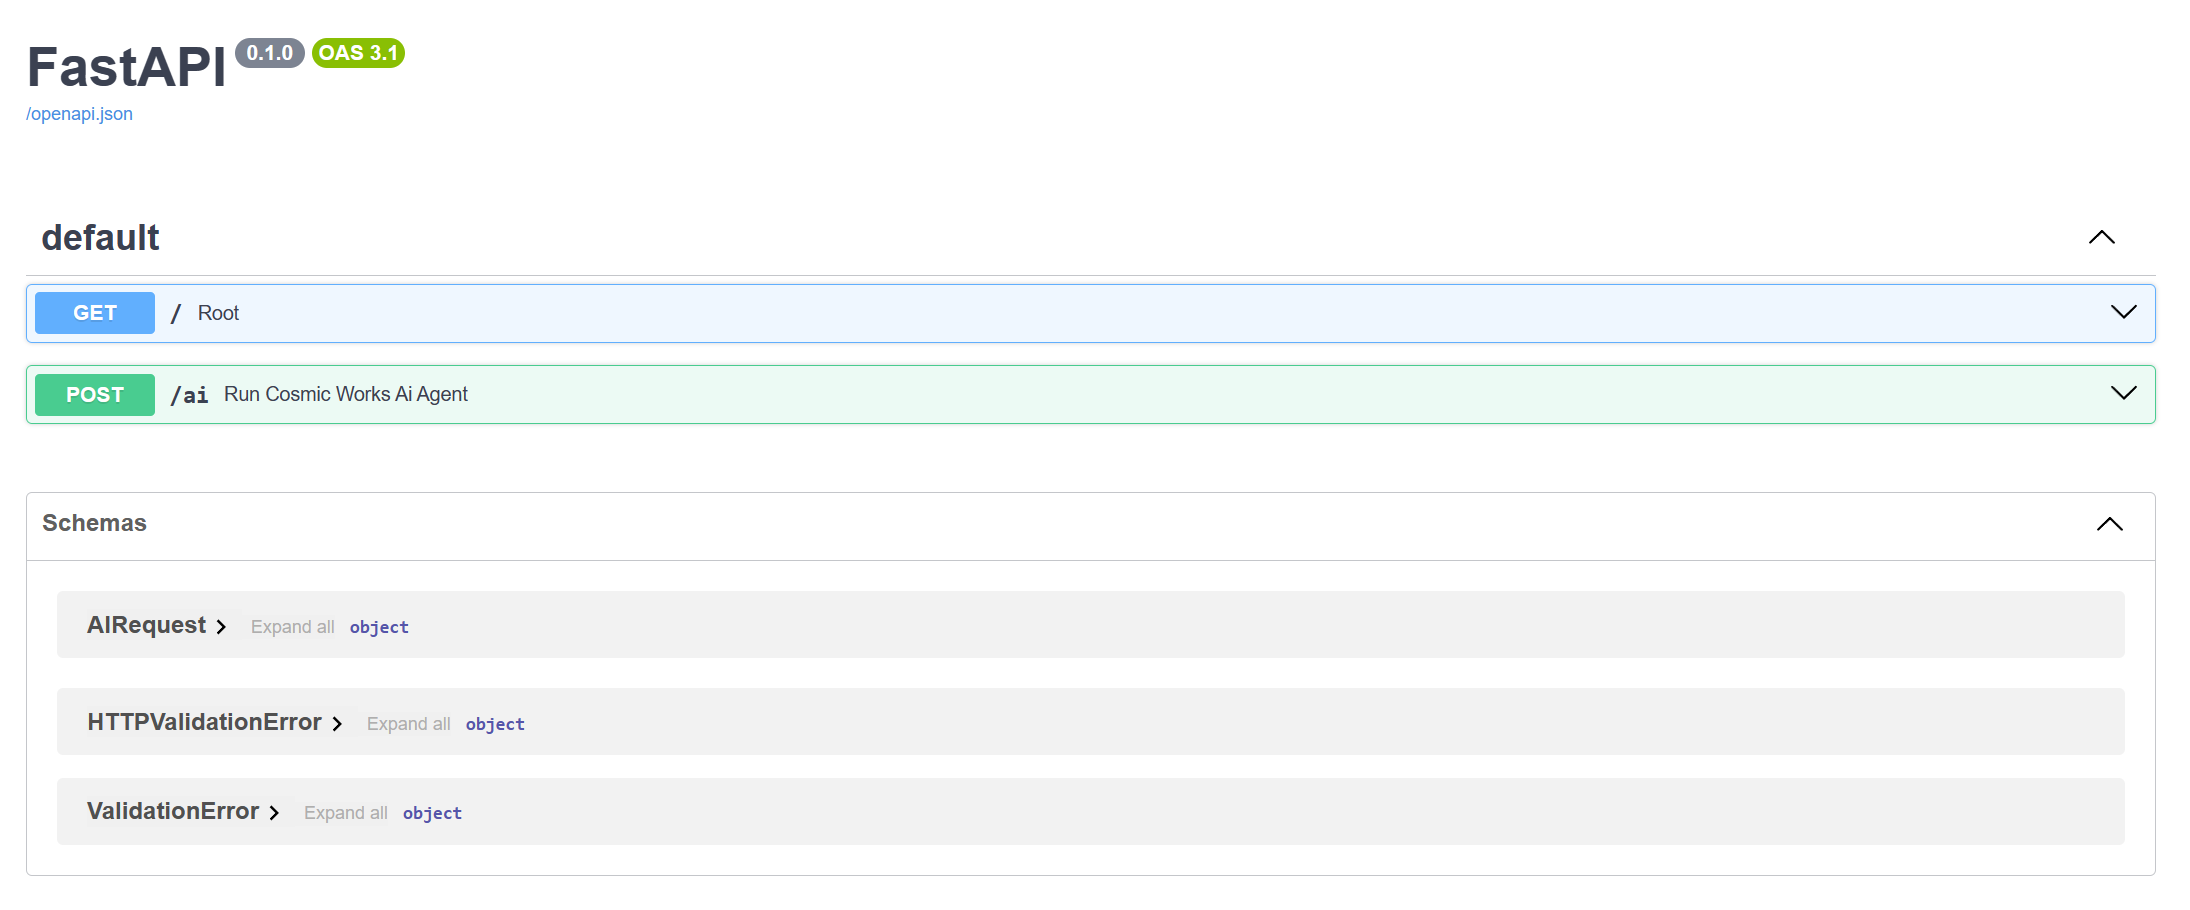 FastAPI 0.1.0 OAS 3.1
/openapi.json
default
GET / Root
POST /ai Run Cosmic Works Ai Agent
Schemas
AIRequest Expand all object
HTTPValidationError Expand all object
ValidationError Expand all object